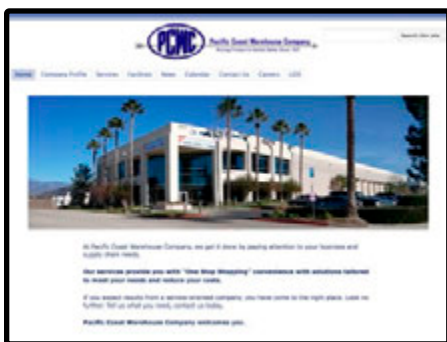 PCWC
Pacific Coast Warehouse Company
Search this site
Home Company Profile Services Facilities News Calendar Contact Us Careers
At Pacific Coast Warehouse Company, we get it done by paying attention to your business and
supply chain needs.
Our services provide you with "One Stop Shopping" convenience with solutions tailored
to meet your needs and reduce your costs.
If you expect results from a service-oriented company, you have come to the right place. Look no
further. Tell us what you need, contact us today.
Pacific Coast Warehouse Company welcomes you.